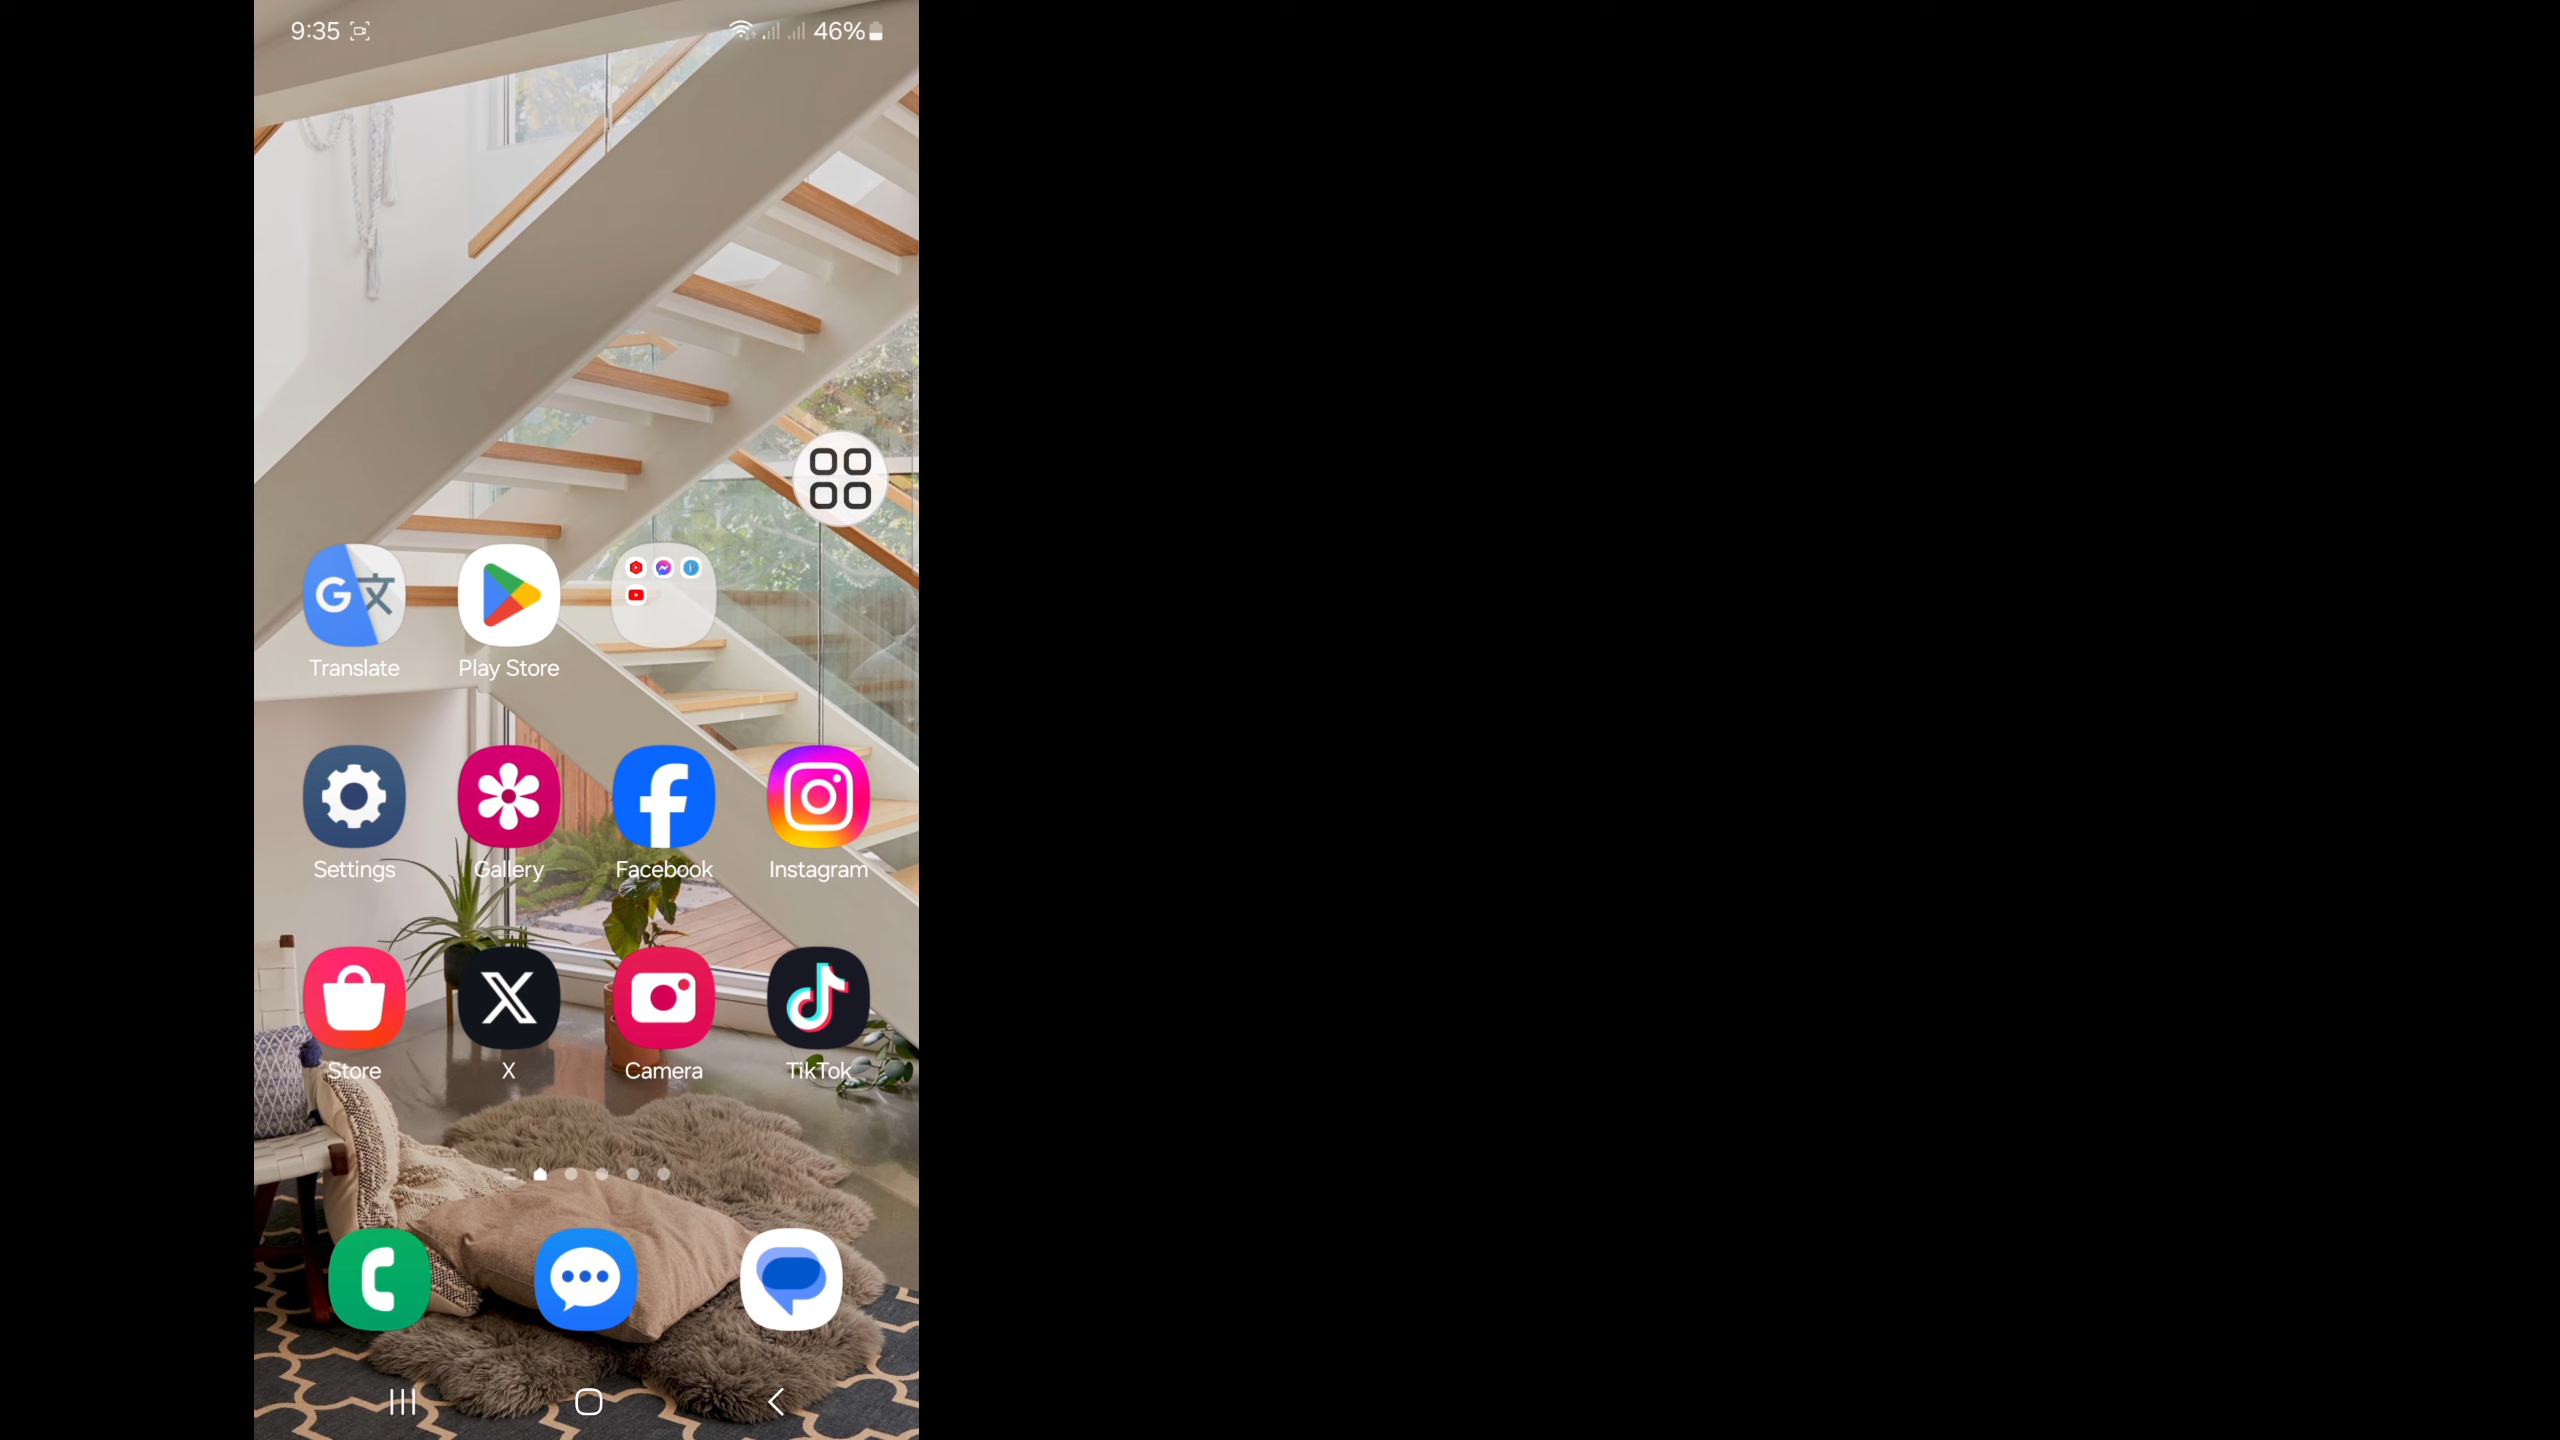 9:35
46%
Translate
Play Store
Settings
Gallery
Facebook
Instagram
Store
X
Camera
TikTok